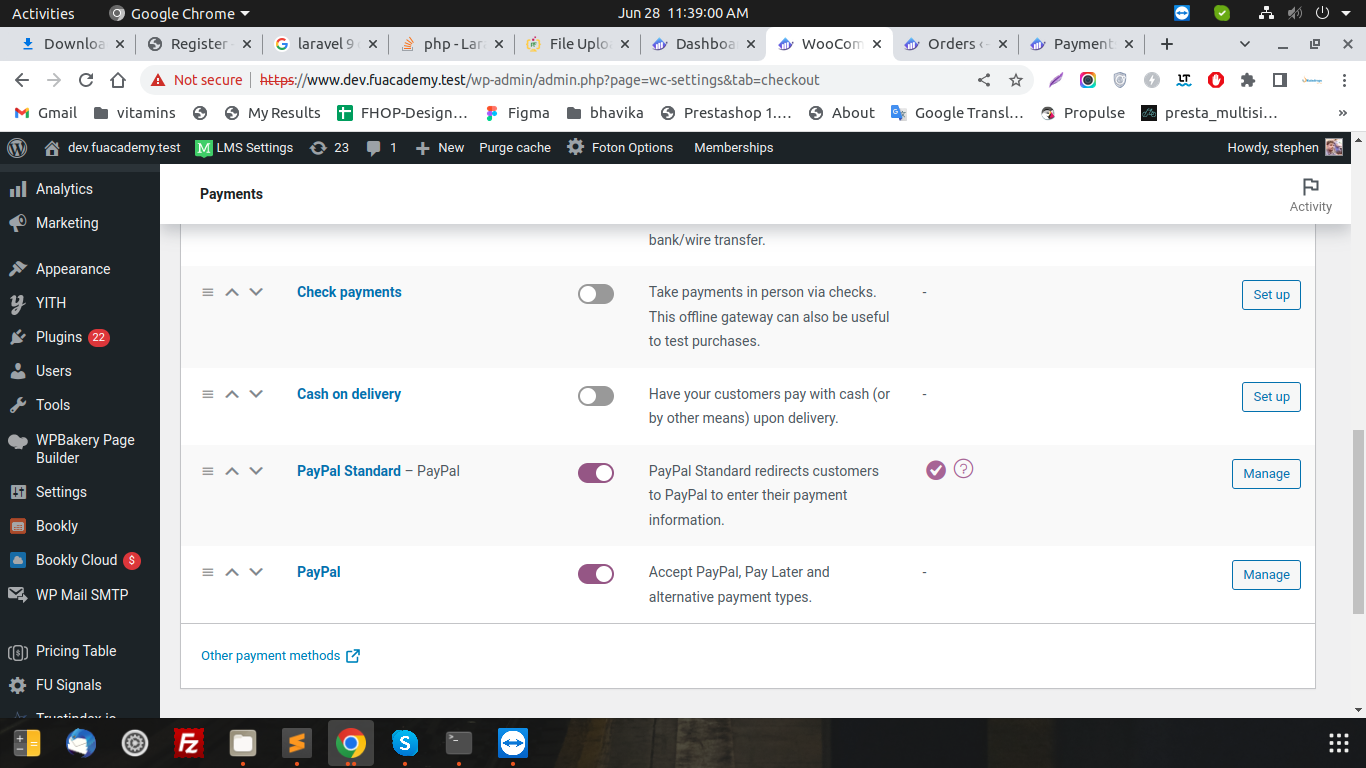 Activities
Google Chrome
Jun 28 11:39:00 AM
Downloa
Register
laravel 9
php - Lar
File Uplo
Dashboa
WooCom
Orders
Payment
Not secure
https://www.dev.fuacademy.test/wp-admin/admin.php?page=wc-settings&tab=checkout
Gmail
vitamins
My Results
FHOP-Design...
Figma
bhavika
Prestashop 1....
About
Google Transl...
Propulse
presta_multisi...
»
dev.fuacademy.test
LMS Settings
23
1
New
Purge cache
Foton Options
Memberships
Howdy, stephen
Analytics
Marketing
Appearance
YITH
Plugins 22
Users
Tools
WPBakery Page
Builder
Settings
Bookly
Bookly Cloud $
WP Mail SMTP
Pricing Table
FU Signals
Trustindex.io
Payments
Activity
bank/wire transfer.
Check payments
Take payments in person via checks.
This offline gateway can also be useful
to test purchases.
-
Set up
Cash on delivery
Have your customers pay with cash (or
by other means) upon delivery.
-
Set up
PayPal Standard – PayPal
PayPal Standard redirects customers
to PayPal to enter their payment
information.
?
Manage
PayPal
Accept PayPal, Pay Later and
alternative payment types.
-
Manage
Other payment methods